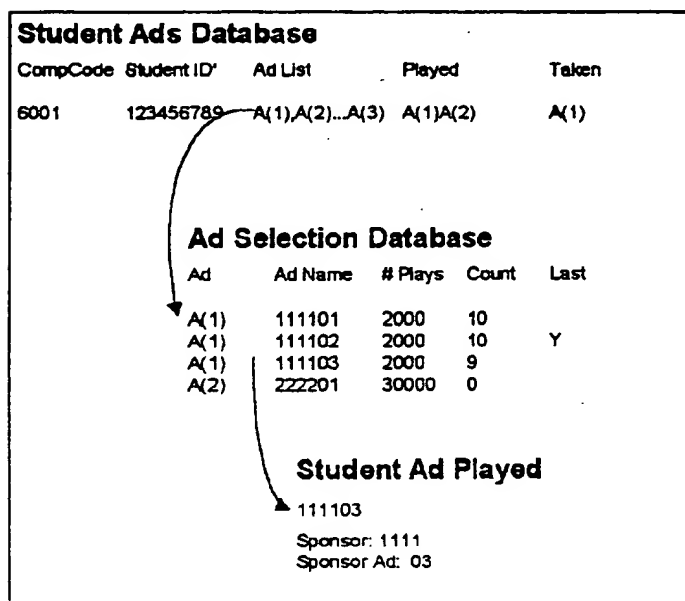 Student Ads Database
CompCode Student ID' Ad List Played Taken
6001 123456789 A(1),A(2)...A(3) A(1)A(2) A(1)
Ad Selection Database
Ad Ad Name # Plays Count Last
A(1) 111101 2000 10
A(1) 111102 2000 10 Y
A(1) 111103 2000 9
A(2) 222201 30000 0
Student Ad Played
111103
Sponsor: 1111
Sponsor Ad: 03